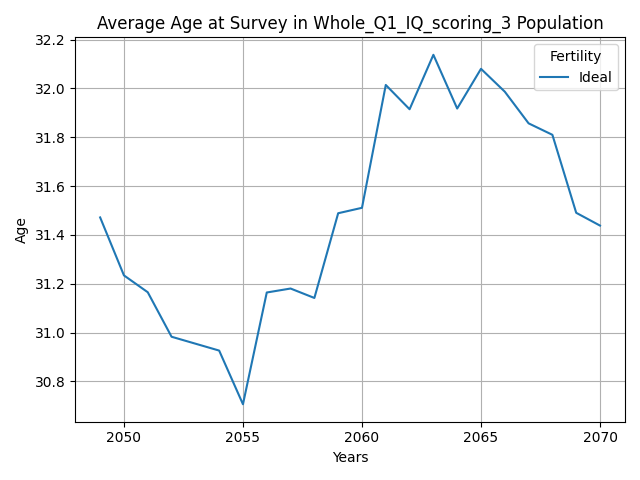 Average Age at Survey in Whole_Q1_IQ_scoring_3 Population
32.2
32.0
31.8
31.6
31.4
31.2
31.0
30.8
Age
Fertility
Ideal
2050 2055 2060 2065 2070
Years